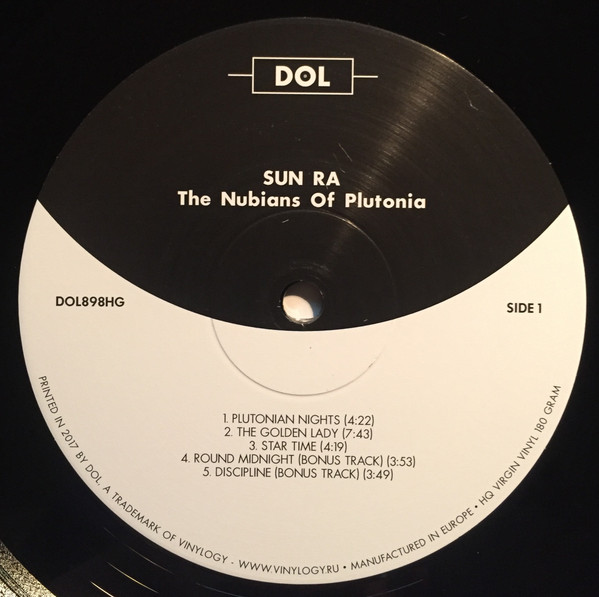 DOL
SUN RA
The Nubians Of Plutonia
DOL898HG
SIDE 1
1. PLUTONIAN NIGHTS (4:22)
2. THE GOLDEN LADY (7:43)
3. STAR TIME (4:19)
4. ROUND MIDNIGHT (BONUS TRACK) (3:53)
5. DISCIPLINE (BONUS TRACK) (3:49)
PRINTED IN 2017 BY DOL, A TRADEMARK OF VINYLOGY - WWW.VINYLOGY.RU • MANUFACTURED IN EUROPE • HQ VIRGIN VINYL 180 GRAM